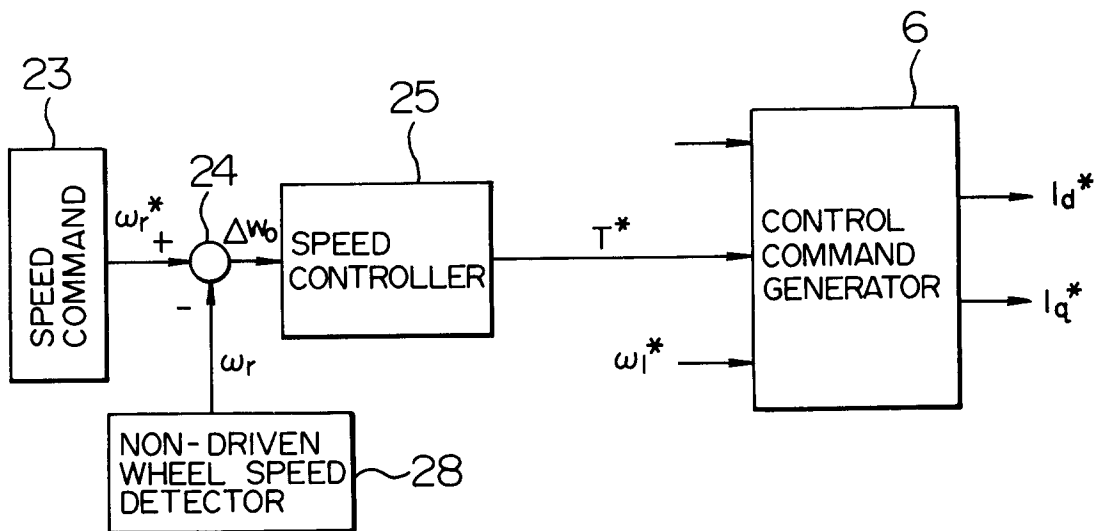 23
SPEED
COMMAND
ωr*
+
-
24
Δw₀
25
SPEED
CONTROLLER
ωr
NON-DRIVEN
WHEEL SPEED
DETECTOR
28
T*
ω1*
6
CONTROL
COMMAND
GENERATOR
Id*
Iq*